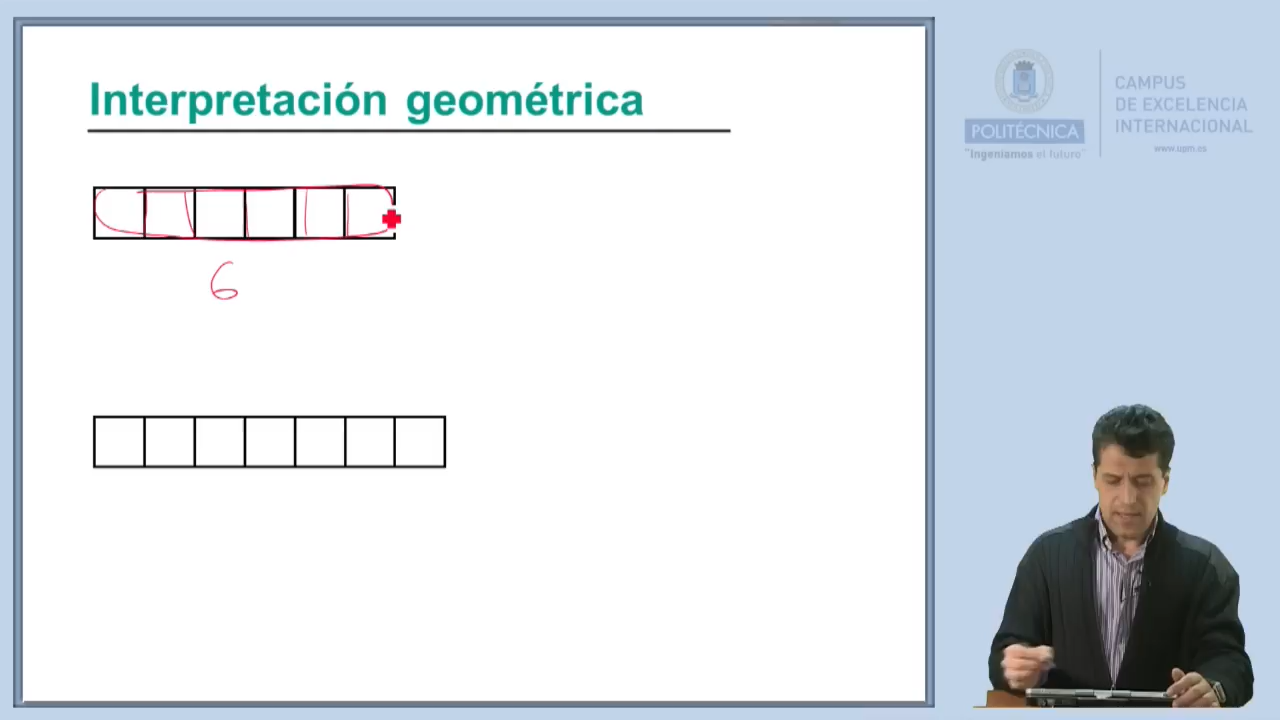 Interpretación geométrica
6
POLITÉCNICA
"Ingeniamos el futuro"
CAMPUS
DE EXCELENCIA
INTERNACIONAL
www.upm.es